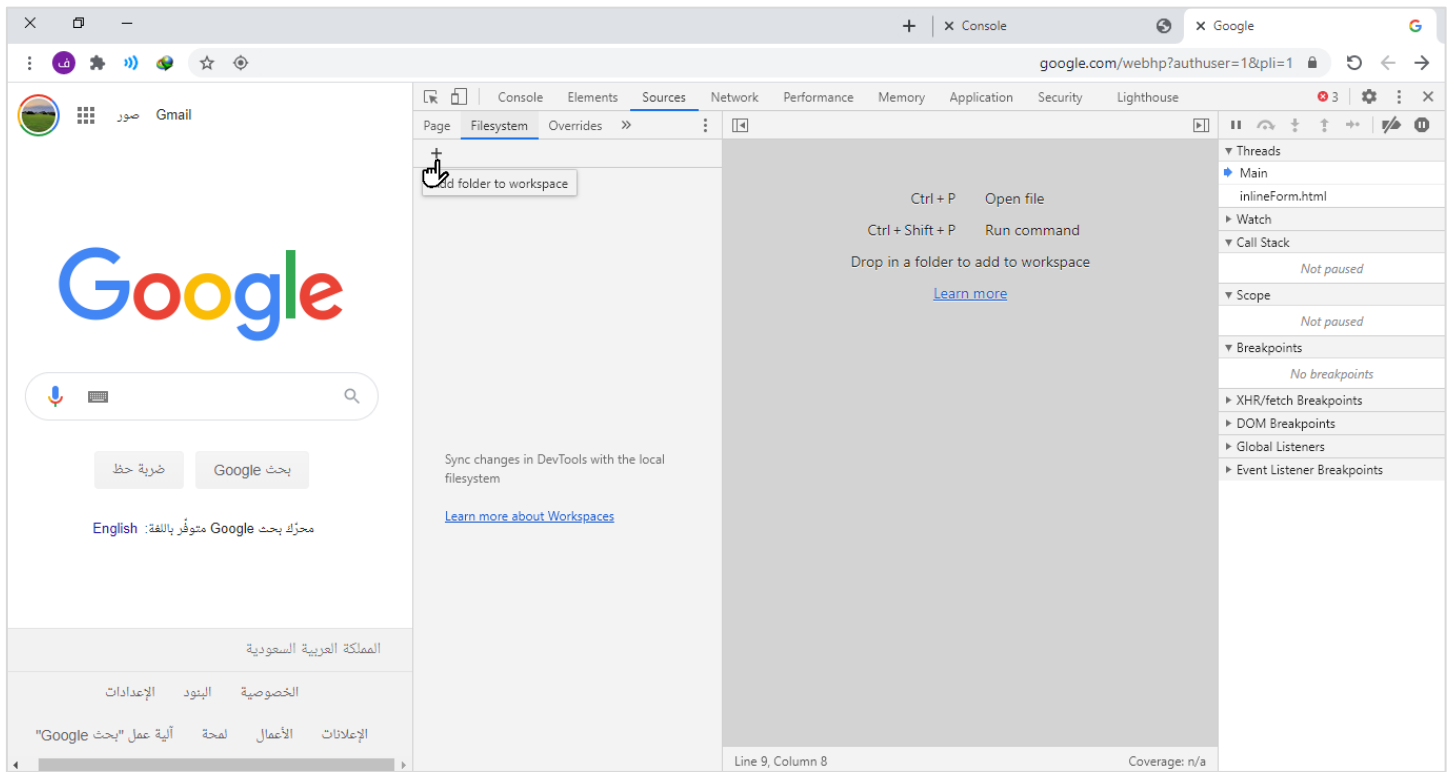 Console
Google
google.com/webhp?authuser=1&pli=1
ف
Gmail
صور
Google
بحث Google
ضربة حظ
محرّك بحث Google متوفّر باللغة: English
المملكة العربية السعودية
الخصوصية البنود الإعدادات
الإعلانات الأعمال لمحة آلية عمل "بحث Google"
Console Elements Sources Network Performance Memory Application Security Lighthouse 3
Page Filesystem Overrides
dd folder to workspace
Sync changes in DevTools with the local
filesystem
Learn more about Workspaces
Ctrl + P Open file
Ctrl + Shift + P Run command
Drop in a folder to add to workspace
Learn more
Line 9, Column 8
Coverage: n/a
Threads
Main
inlineForm.html
Watch
Call Stack
Not paused
Scope
Not paused
Breakpoints
No breakpoints
XHR/fetch Breakpoints
DOM Breakpoints
Global Listeners
Event Listener Breakpoints